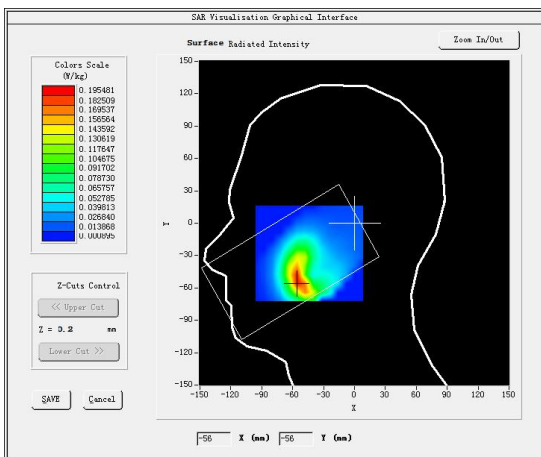 SAR Visualisation Graphical Interface
Surface Radiated Intensity
Zoom In/Out
Colors Scale
(W/kg)
0.195481
0.182509
0.169537
0.156564
0.143592
0.130619
0.117647
0.104675
0.091702
0.078730
0.065757
0.052785
0.039813
0.026840
0.013868
0.000895
150
120
90
60
30
0
-30
-60
-90
-120
-150
Y
-150 -120 -90 -60 -30 0 30 60 90 120 150
X
Z-Cuts Control
<< Upper Cut
Z = 0.2 mm
Lower Cut >>
SAVE Cancel
-56 X (mm) -56 Y (mm)